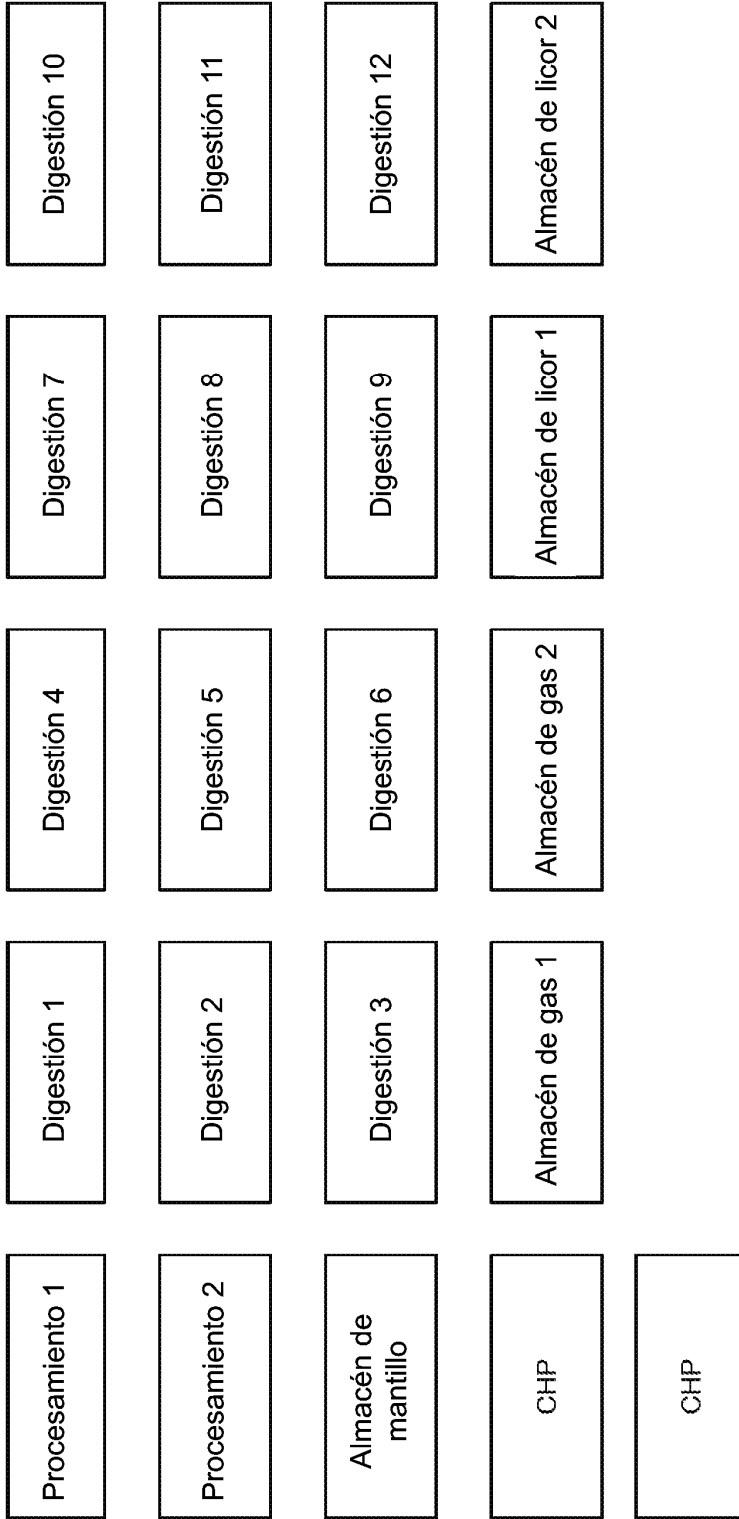 Procesamiento 1
Digestión 1
Digestión 4
Digestión 7
Digestión 10
Procesamiento 2
Digestión 2
Digestión 5
Digestión 8
Digestión 11
Almacén de
mantillo
Digestión 3
Digestión 6
Digestión 9
Digestión 12
CHP
Almacén de gas 1
Almacén de gas 2
Almacén de licor 1
Almacén de licor 2
CHP